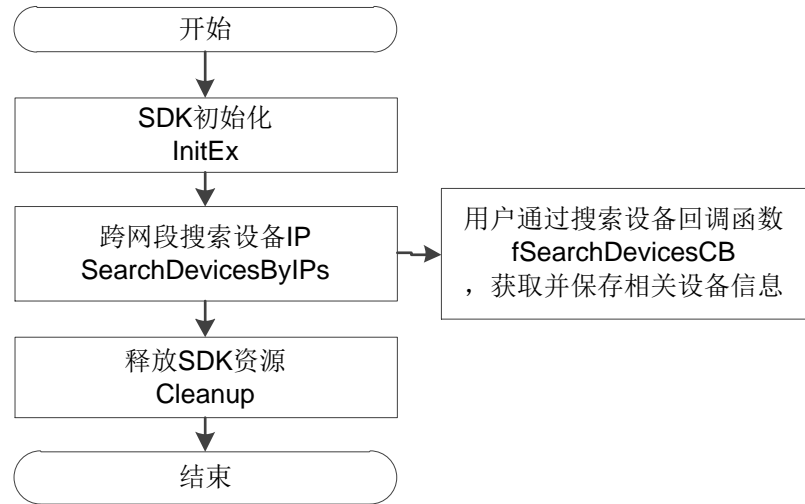 开始
SDK初始化
InitEx
跨网段搜索设备IP
SearchDevicesByIPs
用户通过搜索设备回调函数
fSearchDevicesCB
，获取并保存相关设备信息
释放SDK资源
Cleanup
结束